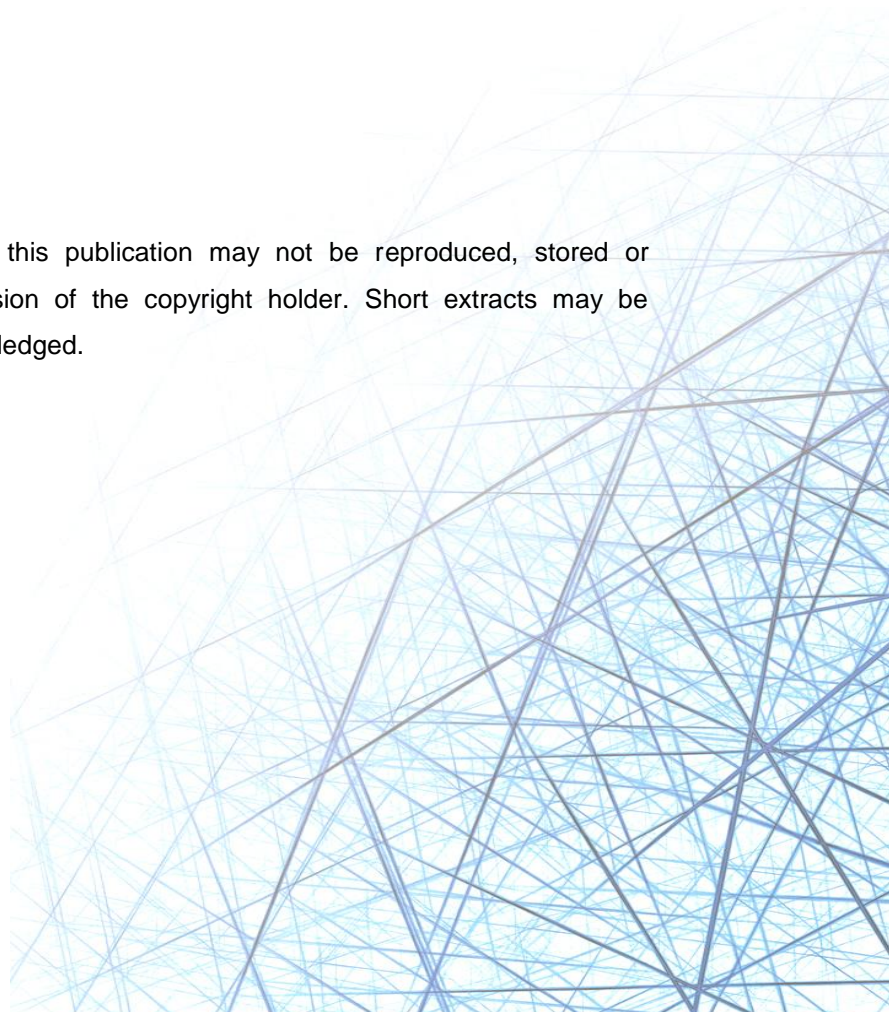 this publication may not be reproduced, stored or
sion of the copyright holder. Short extracts may be
ledged.